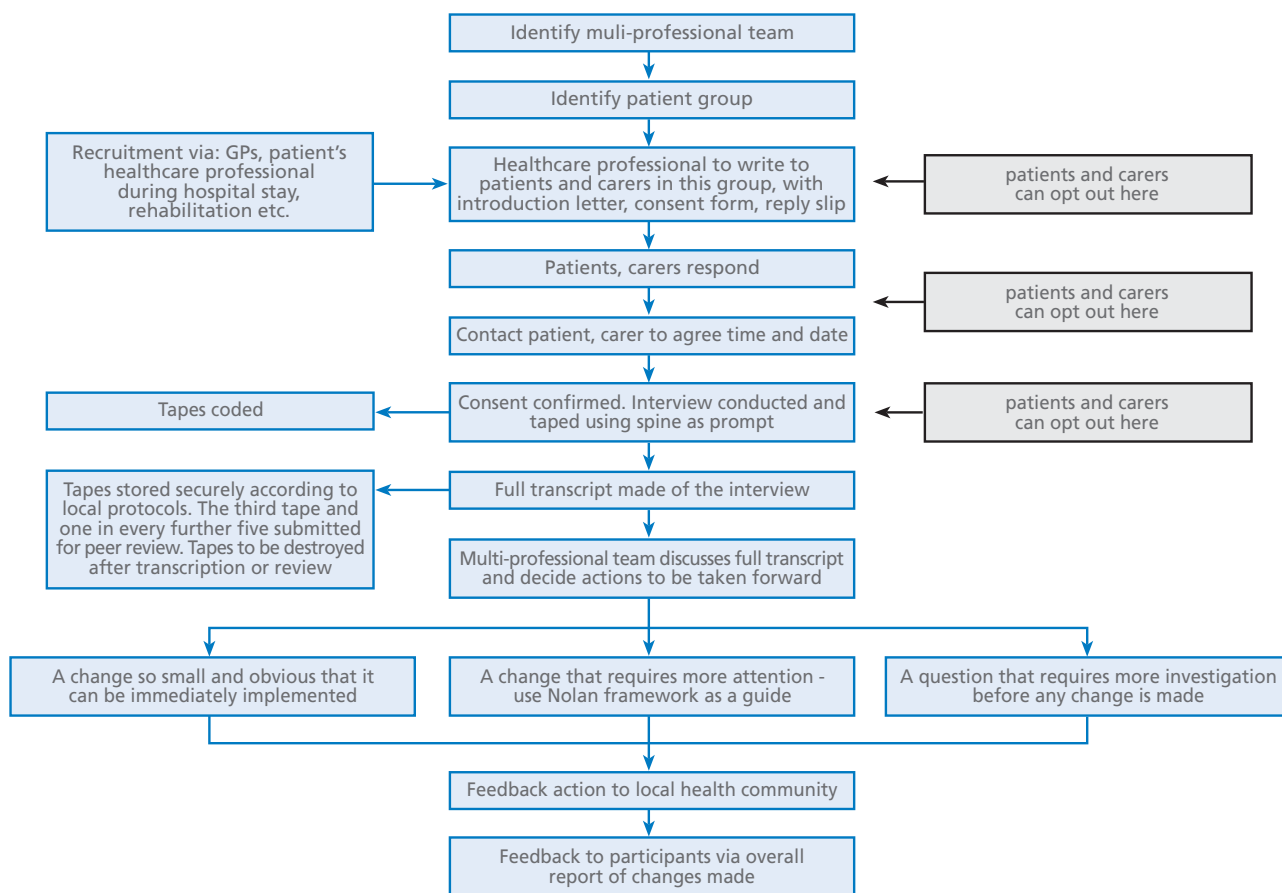 Identify muli-professional team
Identify patient group
Recruitment via: GPs, patient's
healthcare professional
during hospital stay,
rehabilitation etc.
Healthcare professional to write to
patients and carers in this group, with
introduction letter, consent form, reply slip
patients and carers
can opt out here
Patients, carers respond
patients and carers
can opt out here
Contact patient, carer to agree time and date
Tapes coded
Consent confirmed. Interview conducted and
taped using spine as prompt
patients and carers
can opt out here
Tapes stored securely according to
local protocols. The third tape and
one in every further five submitted
for peer review. Tapes to be destroyed
after transcription or review
Full transcript made of the interview
Multi-professional team discusses full transcript
and decide actions to be taken forward
A change so small and obvious that it
can be immediately implemented
A change that requires more attention -
use Nolan framework as a guide
A question that requires more investigation
before any change is made
Feedback action to local health community
Feedback to participants via overall
report of changes made